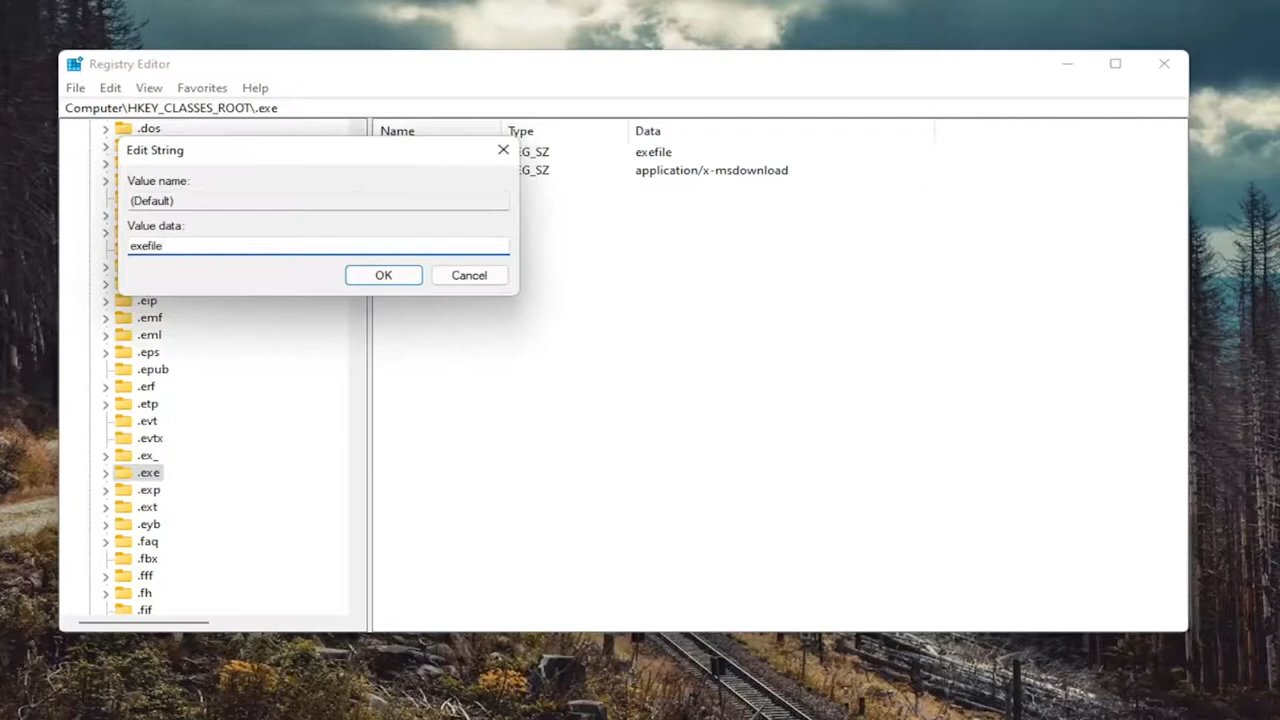 Registry Editor
File Edit View Favorites Help
Computer\HKEY_CLASSES_ROOT\.exe
.dos
Name Type Data
Edit String
EG_SZ exefile
EG_SZ application/x-msdownload
Value name:
(Default)
Value data:
exefile
OK Cancel
.eip
.emf
.eml
.eps
.epub
.erf
.etp
.evt
.evtx
.ex_
.exe
.exp
.ext
.eyb
.faq
.fbx
.fff
.fh
.fif